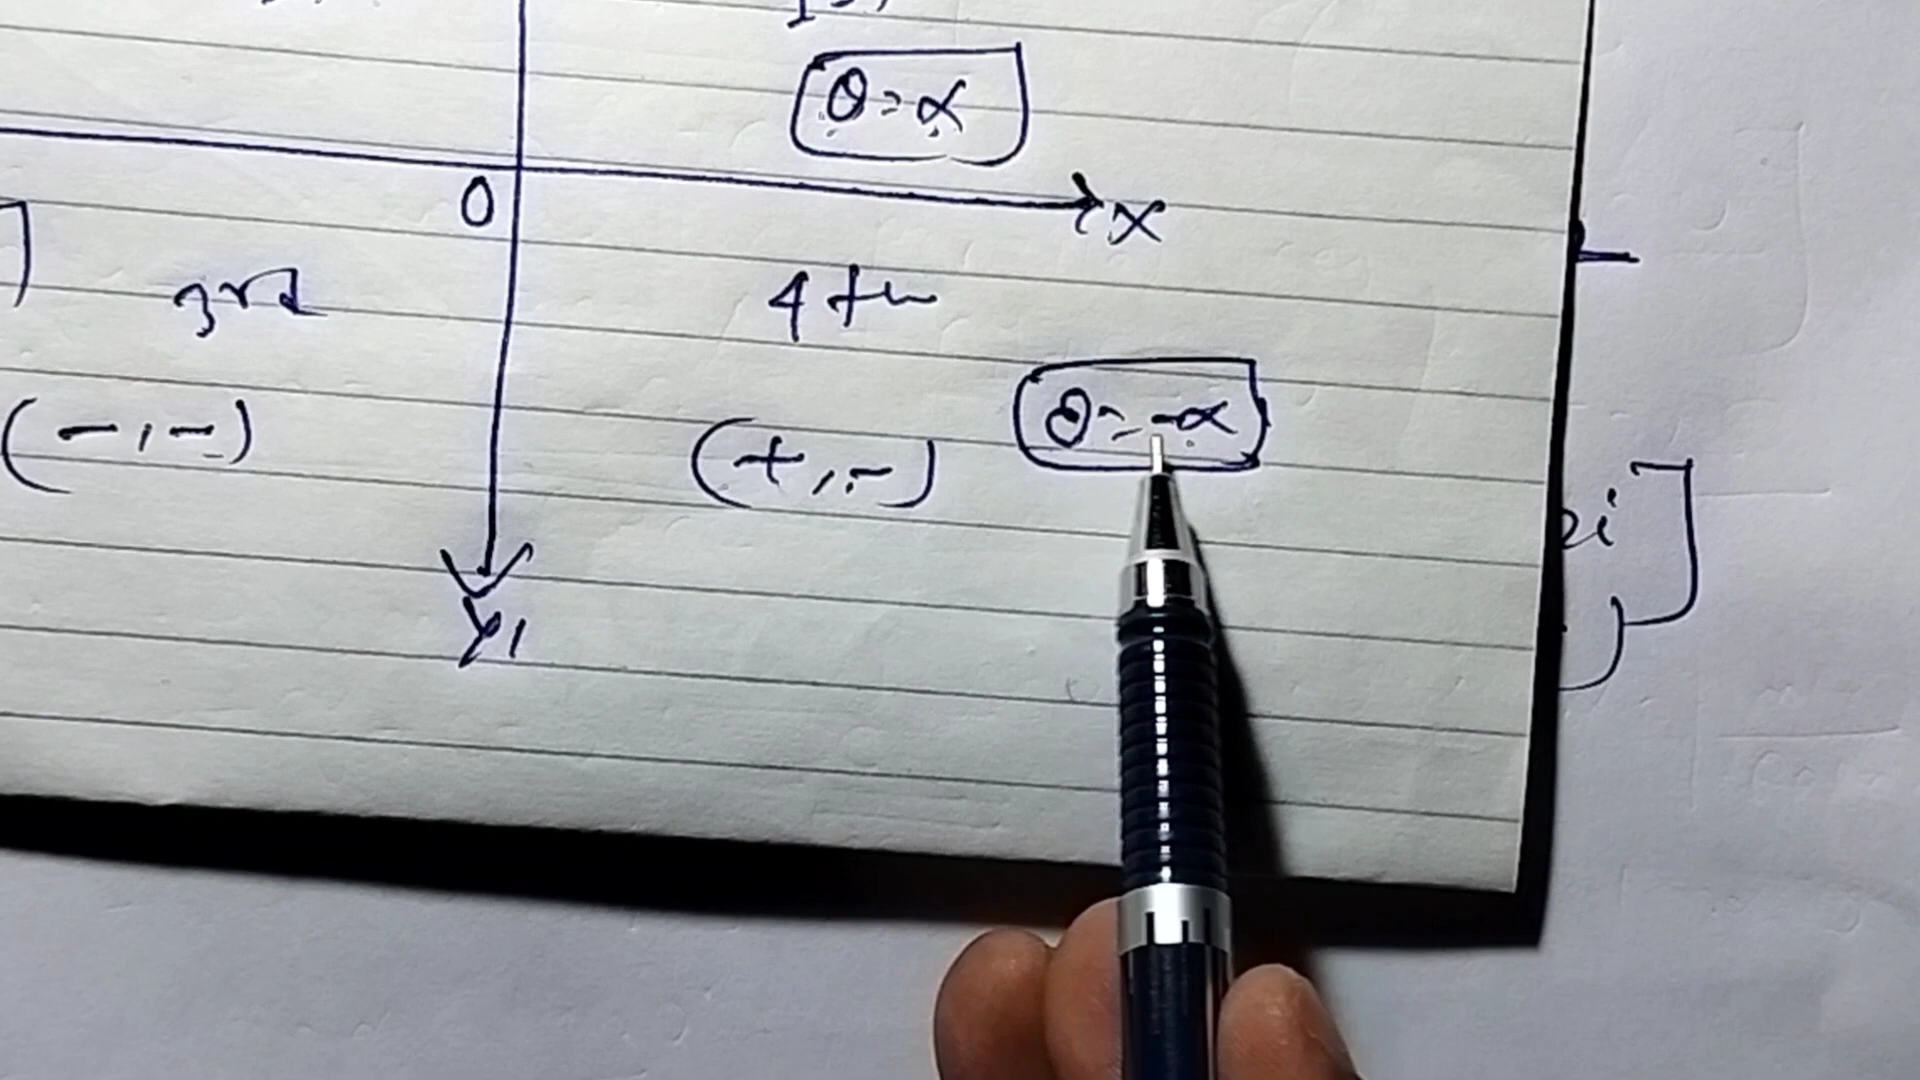 θ = α
0
X
3rd
4th
θ = -α
(-,-)
(+,-)
Y1